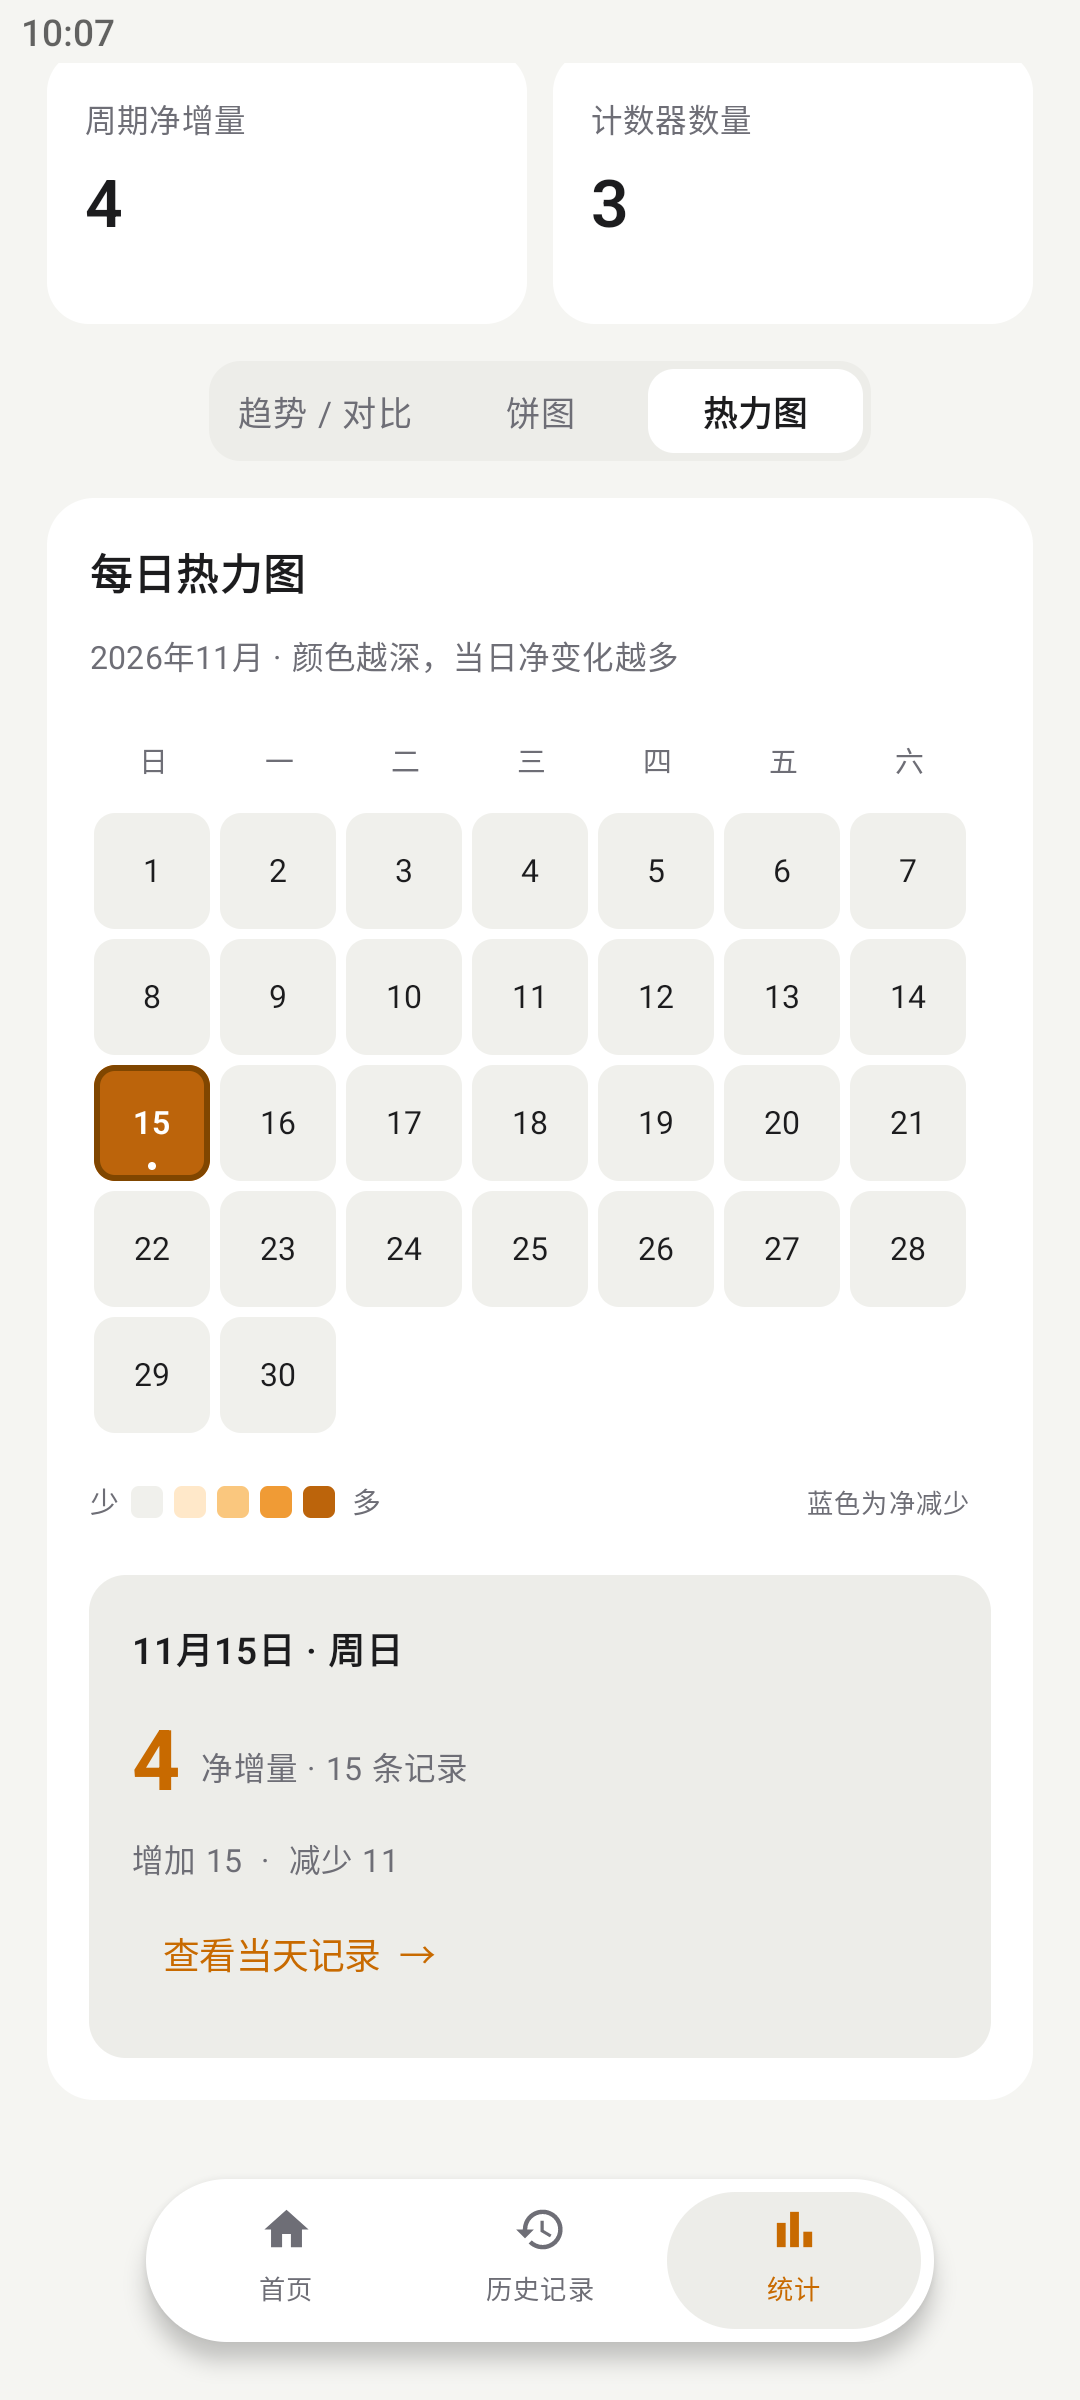 10:07
周期净增量
4
计数器数量
3
趋势 / 对比
饼图
热力图
每日热力图
2026年11月 · 颜色越深，当日净变化越多
日 一 二 三 四 五 六
1 2 3 4 5 6 7
8 9 10 11 12 13 14
15 16 17 18 19 20 21
22 23 24 25 26 27 28
29 30
少 多
蓝色为净减少
11月15日 · 周日
4 净增量 · 15 条记录
增加 15 · 减少 11
查看当天记录 →
首页
历史记录
统计